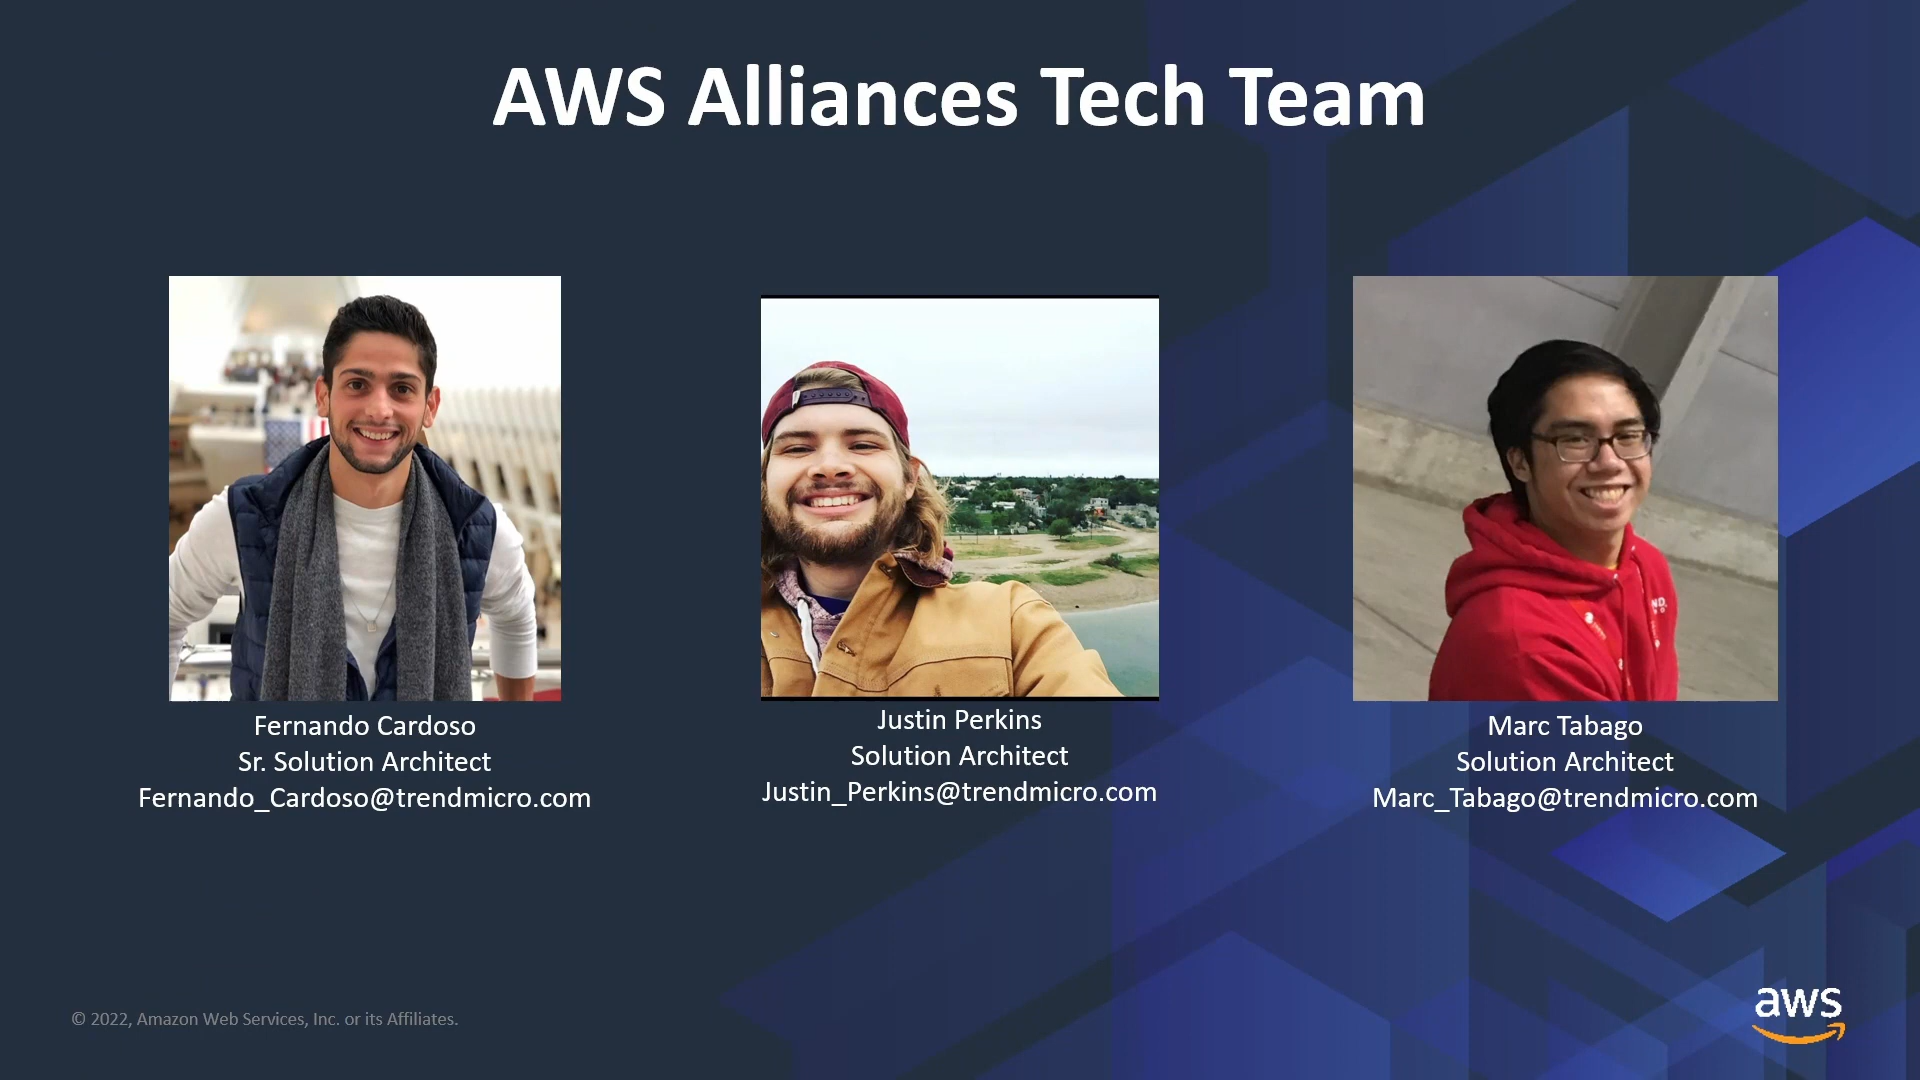 AWS Alliances Tech Team
Fernando Cardoso
Sr. Solution Architect
Fernando_Cardoso@trendmicro.com
Justin Perkins
Solution Architect
Justin_Perkins@trendmicro.com
Marc Tabago
Solution Architect
Marc_Tabago@trendmicro.com
© 2022, Amazon Web Services, Inc. or its Affiliates.
aws